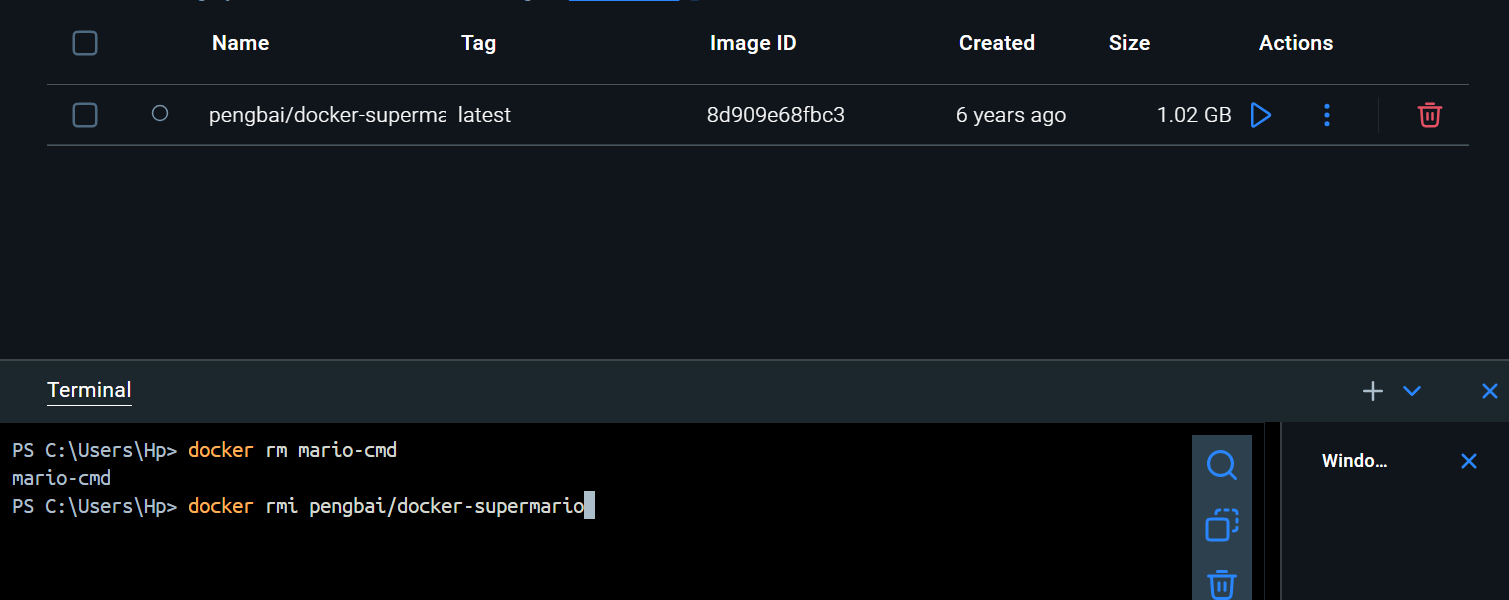 Name Tag Image ID Created Size Actions
pengbai/docker-superma latest 8d909e68fbc3 6 years ago 1.02 GB
Terminal
PS C:\Users\Hp> docker rm mario-cmd
mario-cmd
PS C:\Users\Hp> docker rmi pengbai/docker-supermario
Windo...